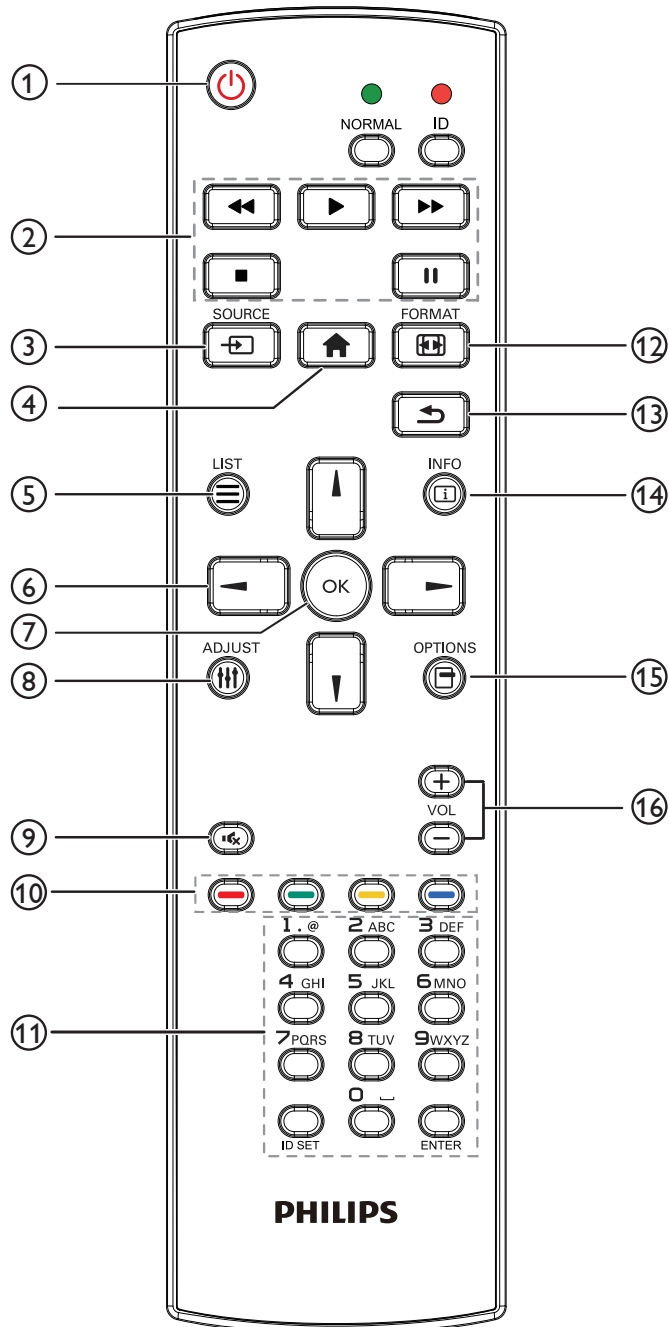 ①
NORMAL ID
②
SOURCE FORMAT
③ ⑫
④ ⑬
LIST INFO
⑤ ⑭
⑥ OK
⑦
ADJUST OPTIONS
⑧ ⑮
VOL ⑯
⑨
⑩
1.@ 2 ABC 3 DEF
4 GHI 5 JKL 6 MNO
⑪ 7 PQRS 8 TUV 9 WXYZ
0 ⎵
ID SET ENTER
PHILIPS